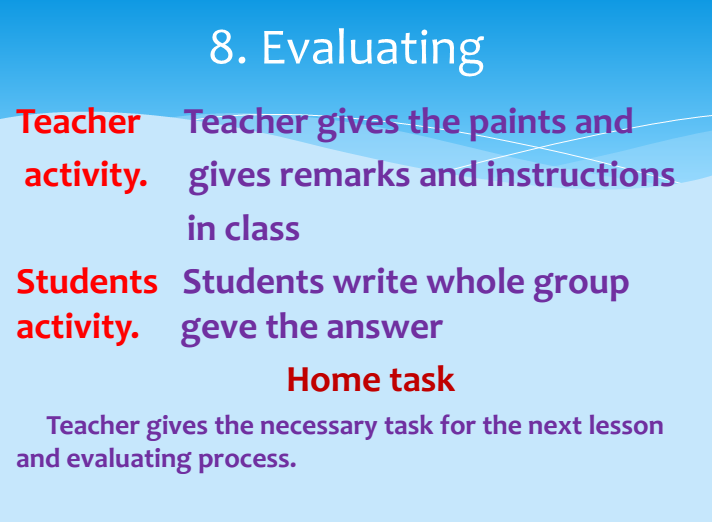 8. Evaluating
Teacher Teacher gives the paints and
activity. gives remarks and instructions
in class
Students Students write whole group
activity. geve the answer
Home task
Teacher gives the necessary task for the next lesson
and evaluating process.